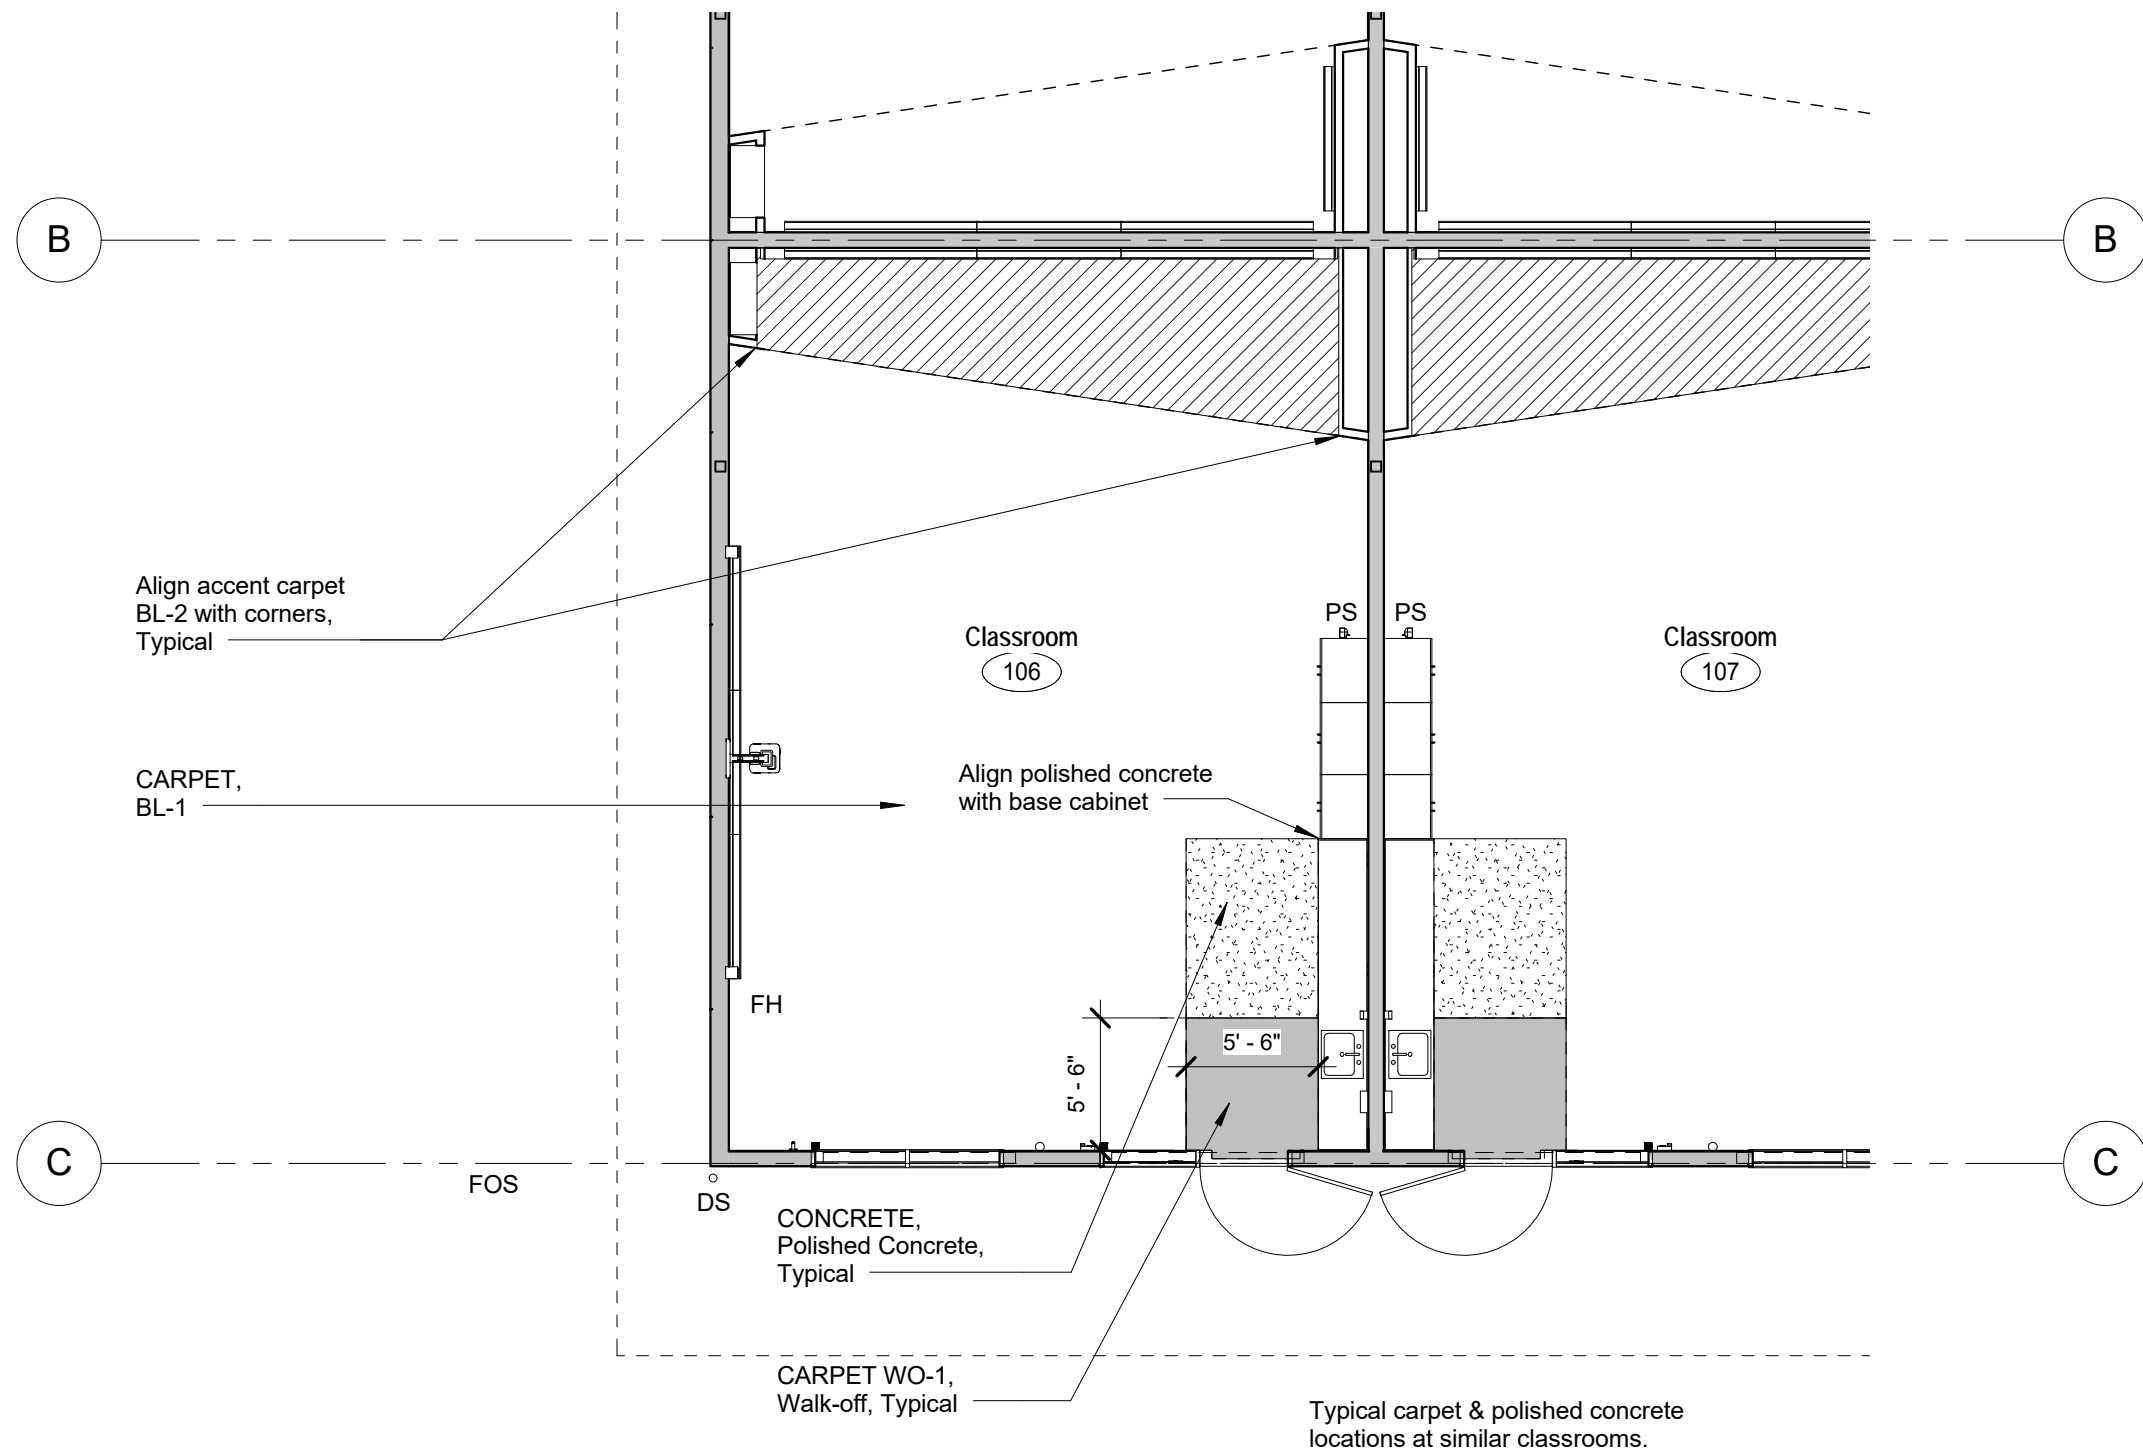 B
B
Align accent carpet
BL-2 with corners,
Typical
PS
PS
Classroom
106
Classroom
107
CARPET,
BL-1
Align polished concrete
with base cabinet
FH
5' - 6"
5' - 6"
C
C
FOS
DS
CONCRETE,
Polished Concrete,
Typical
CARPET WO-1,
Walk-off, Typical
Typical carpet & polished concrete
locations at similar classrooms.